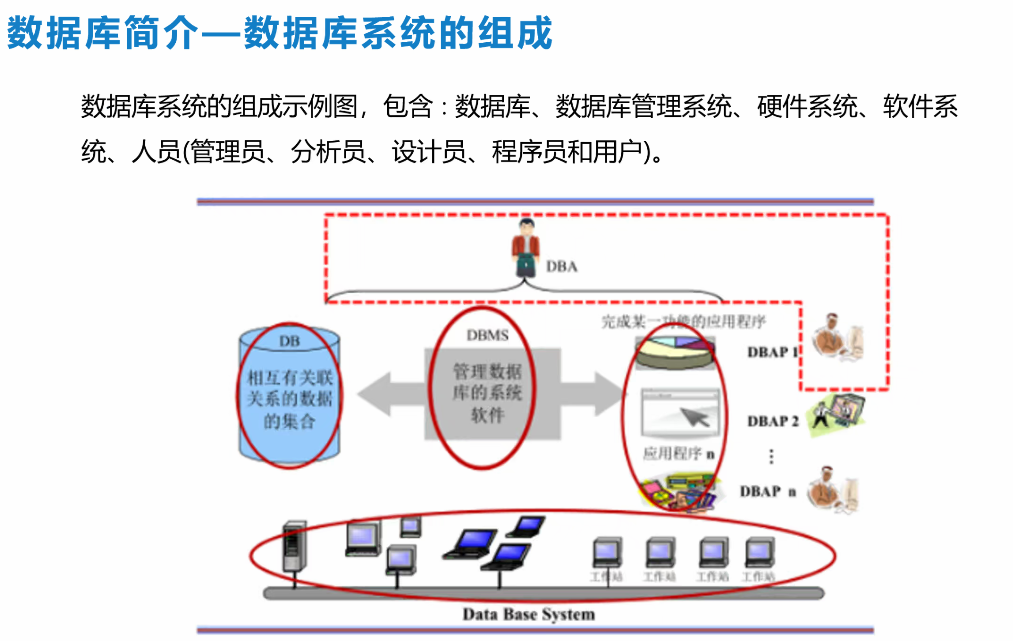 数据库简介—数据库系统的组成
数据库系统的组成示例图，包含：数据库、数据库管理系统、硬件系统、软件系
统、人员(管理员、分析员、设计员、程序员和用户)。
DBA
完成某一功能的应用程序
DBMS
DB
DBAP 1
管理数据
库的系统
软件
相互有关联
关系的数据
的集合
DBAP 2
应用程序 n
⋮
DBAP n
工作站 工作站 工作站 工作站
Data Base System